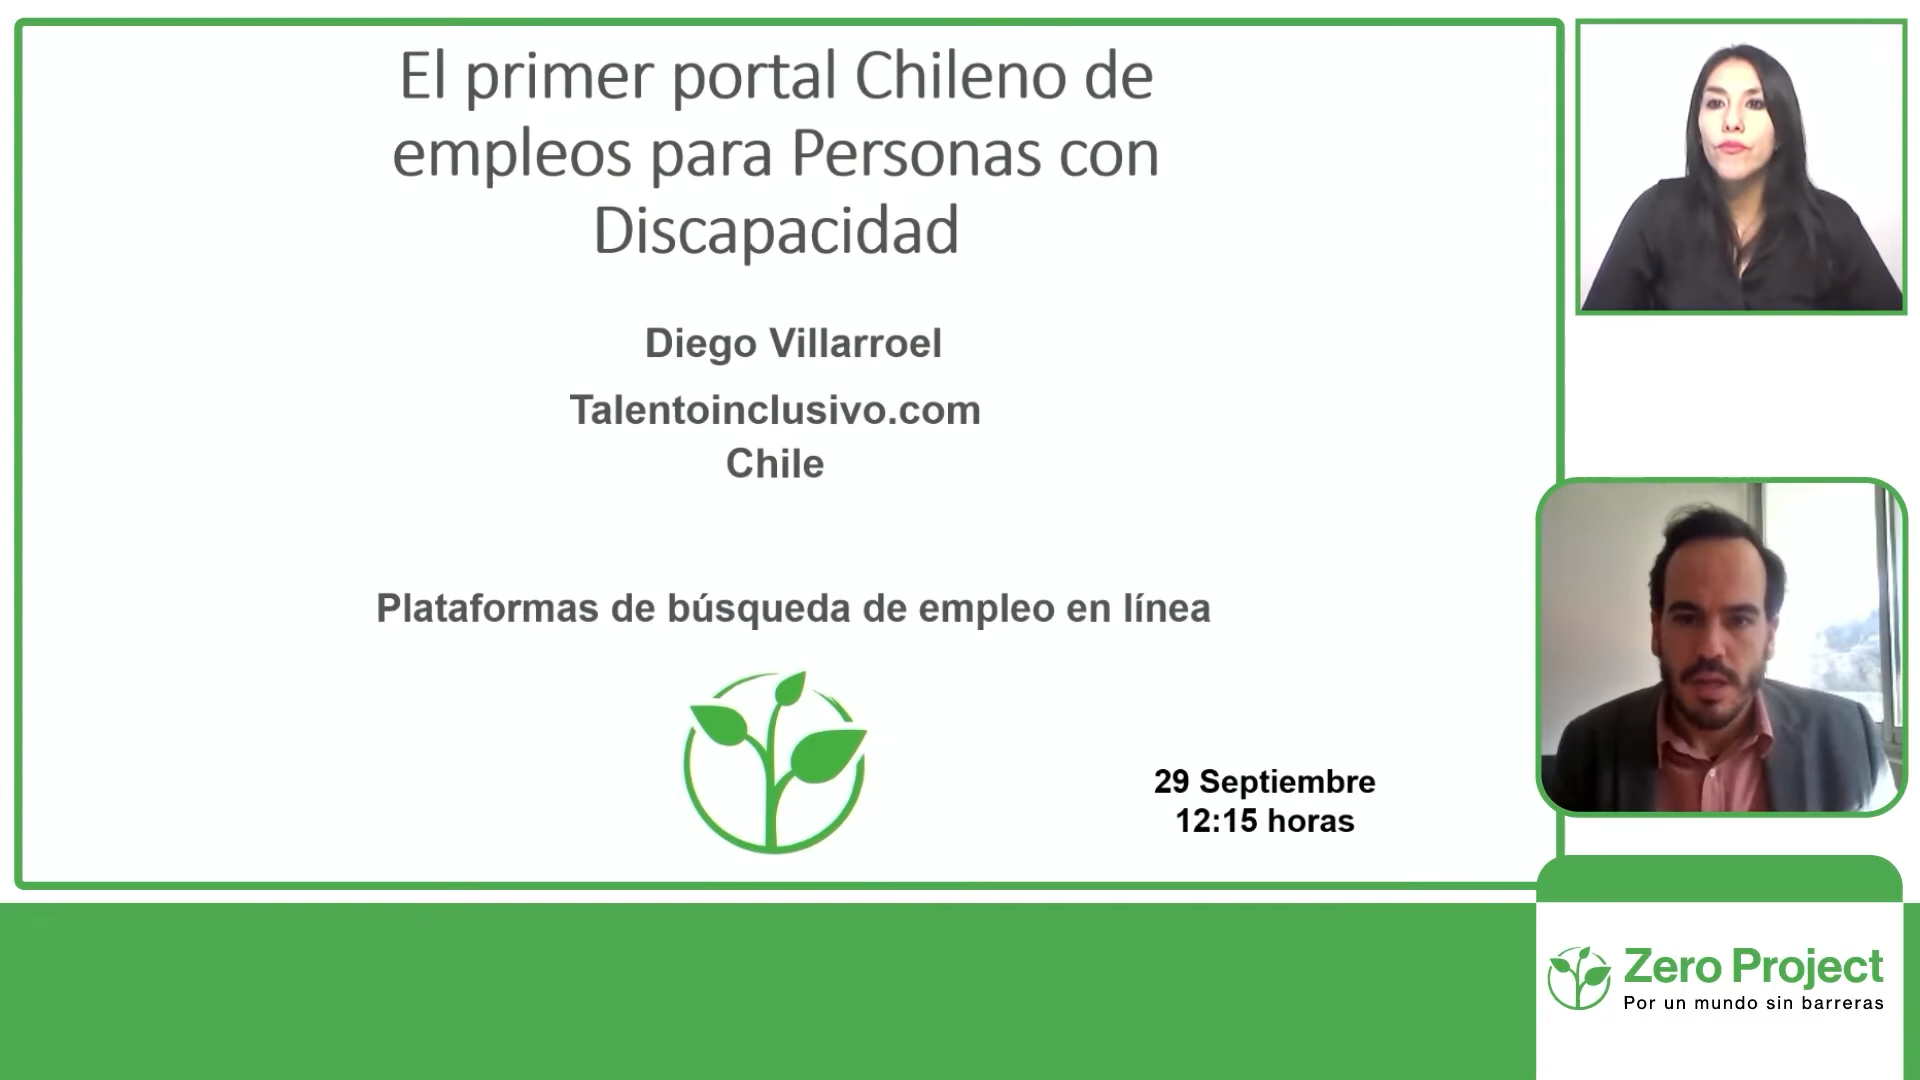 El primer portal Chileno de
empleos para Personas con
Discapacidad
Diego Villarroel
Talentoinclusivo.com
Chile
Plataformas de búsqueda de empleo en línea
29 Septiembre
12:15 horas
Zero Project
Por un mundo sin barreras